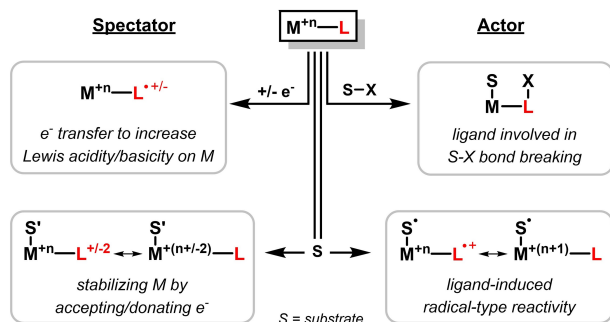 Spectator
M⁺ⁿ—L
Actor
M⁺ⁿ—L•+/-
+/- e⁻
S–X
S X
M—L
e⁻ transfer to increase
Lewis acidity/basicity on M
ligand involved in
S-X bond breaking
S' S'
M⁺ⁿ—L+/-2 ↔ M+(n+/-2)—L
S
S• S•
M⁺ⁿ—L•+ ↔ M+(n+1)—L
stabilizing M by
accepting/donating e⁻
ligand-induced
radical-type reactivity
S = substrate